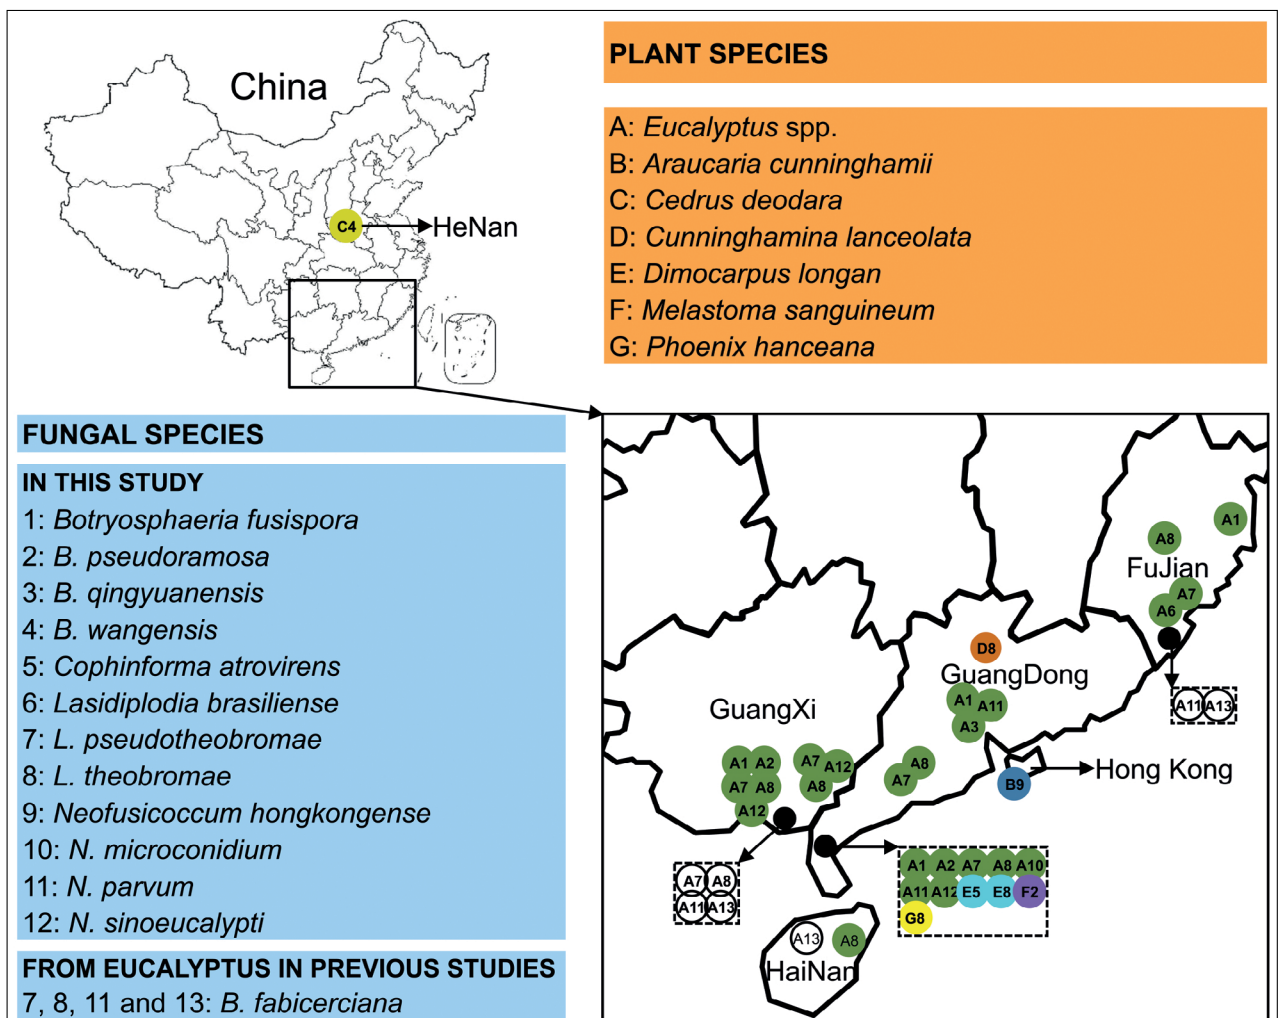 China
C4
HeNan
PLANT SPECIES
A: Eucalyptus spp.
B: Araucaria cunninghamii
C: Cedrus deodara
D: Cunninghamina lanceolata
E: Dimocarpus longan
F: Melastoma sanguineum
G: Phoenix hanceana
FUNGAL SPECIES
IN THIS STUDY
1: Botryosphaeria fusispora
2: B. pseudoramosa
3: B. qingyuanensis
4: B. wangensis
5: Cophinforma atrovirens
6: Lasidiplodia brasiliense
7: L. pseudotheobromae
8: L. theobromae
9: Neofusicoccum hongkongense
10: N. microconidium
11: N. parvum
12: N. sinoeucalypti
FROM EUCALYPTUS IN PREVIOUS STUDIES
7, 8, 11 and 13: B. fabicerciana
A1
A8
FuJian
A7
A6
A11 A13
D8
GuangDong
A1 A11
A3
A8
A7
GuangXi
A1 A2
A7 A8
A12
A7 A12
A8
Hong Kong
B9
A7 A8
A11 A13
A1 A2 A7 A8 A10
A11 A12 E5 E8 F2
G8
A13 A8
HaiNan